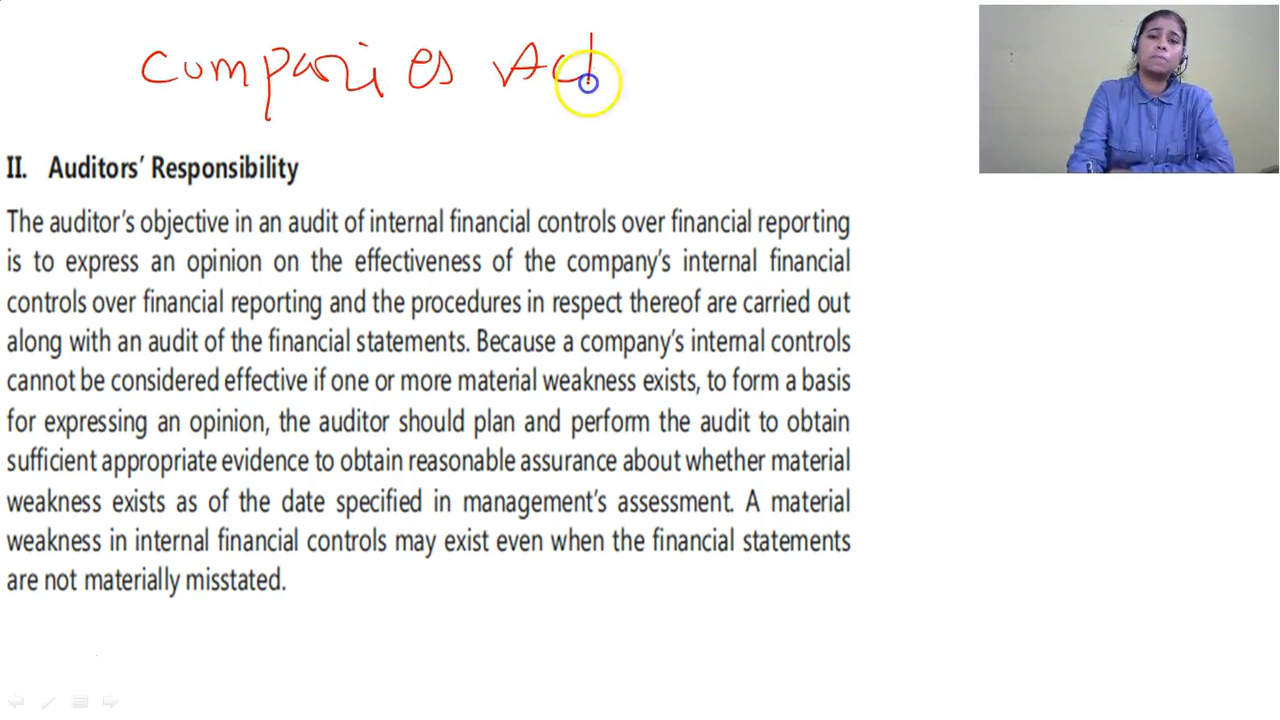 Companies Act
II. Auditors' Responsibility
The auditor's objective in an audit of internal financial controls over financial reporting
is to express an opinion on the effectiveness of the company's internal financial
controls over financial reporting and the procedures in respect thereof are carried out
along with an audit of the financial statements. Because a company's internal controls
cannot be considered effective if one or more material weakness exists, to form a basis
for expressing an opinion, the auditor should plan and perform the audit to obtain
sufficient appropriate evidence to obtain reasonable assurance about whether material
weakness exists as of the date specified in management's assessment. A material
weakness in internal financial controls may exist even when the financial statements
are not materially misstated.